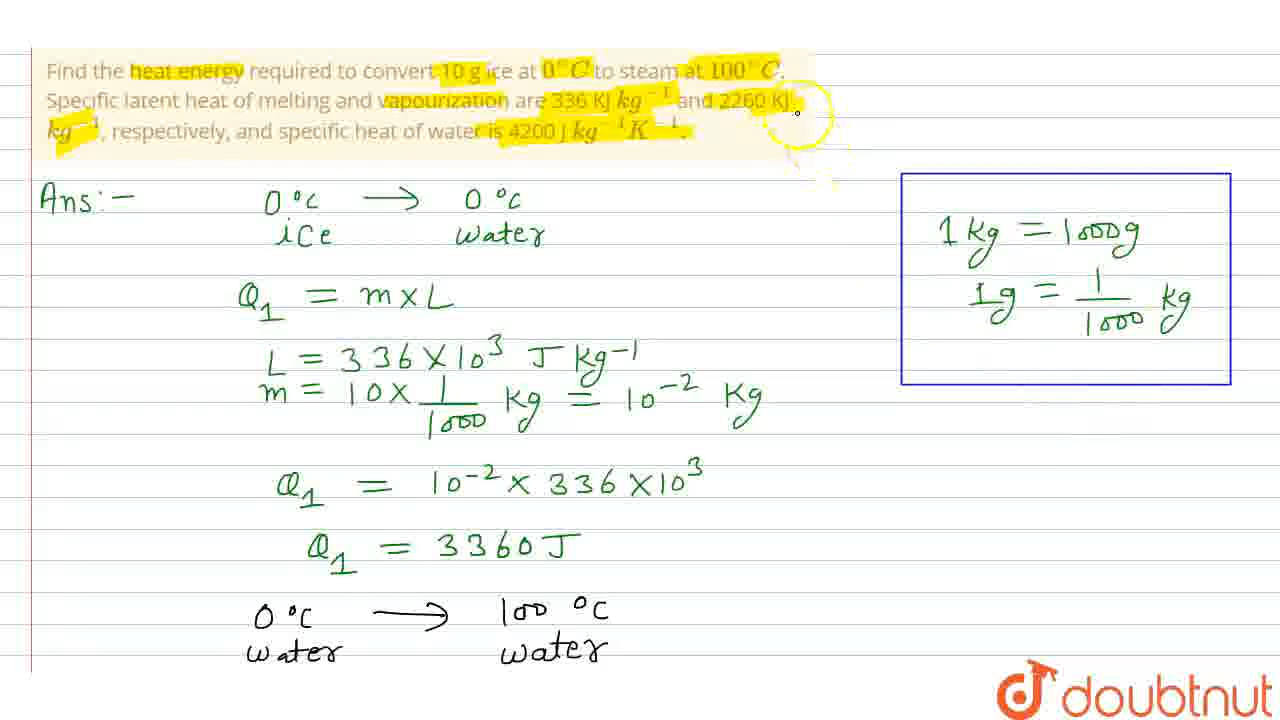 Find the heat energy required to convert 10 g ice at 0°C to steam at 100°C.
Specific latent heat of melting and vapourization are 336 KJ kg⁻¹ and 2260 KJ
kg⁻¹, respectively, and specific heat of water is 4200 J kg⁻¹K⁻¹.
Ans:- 0°C → 0°C
ice water
Q₁ = m×L
L = 336×10³ J kg⁻¹
m = 10×1/1000 kg = 10⁻² kg
Q₁ = 10⁻²×336×10³
Q₁ = 3360 J
0°C → 100°C
water water
1 kg = 1000g
1g = 1/1000 kg
doubtnut